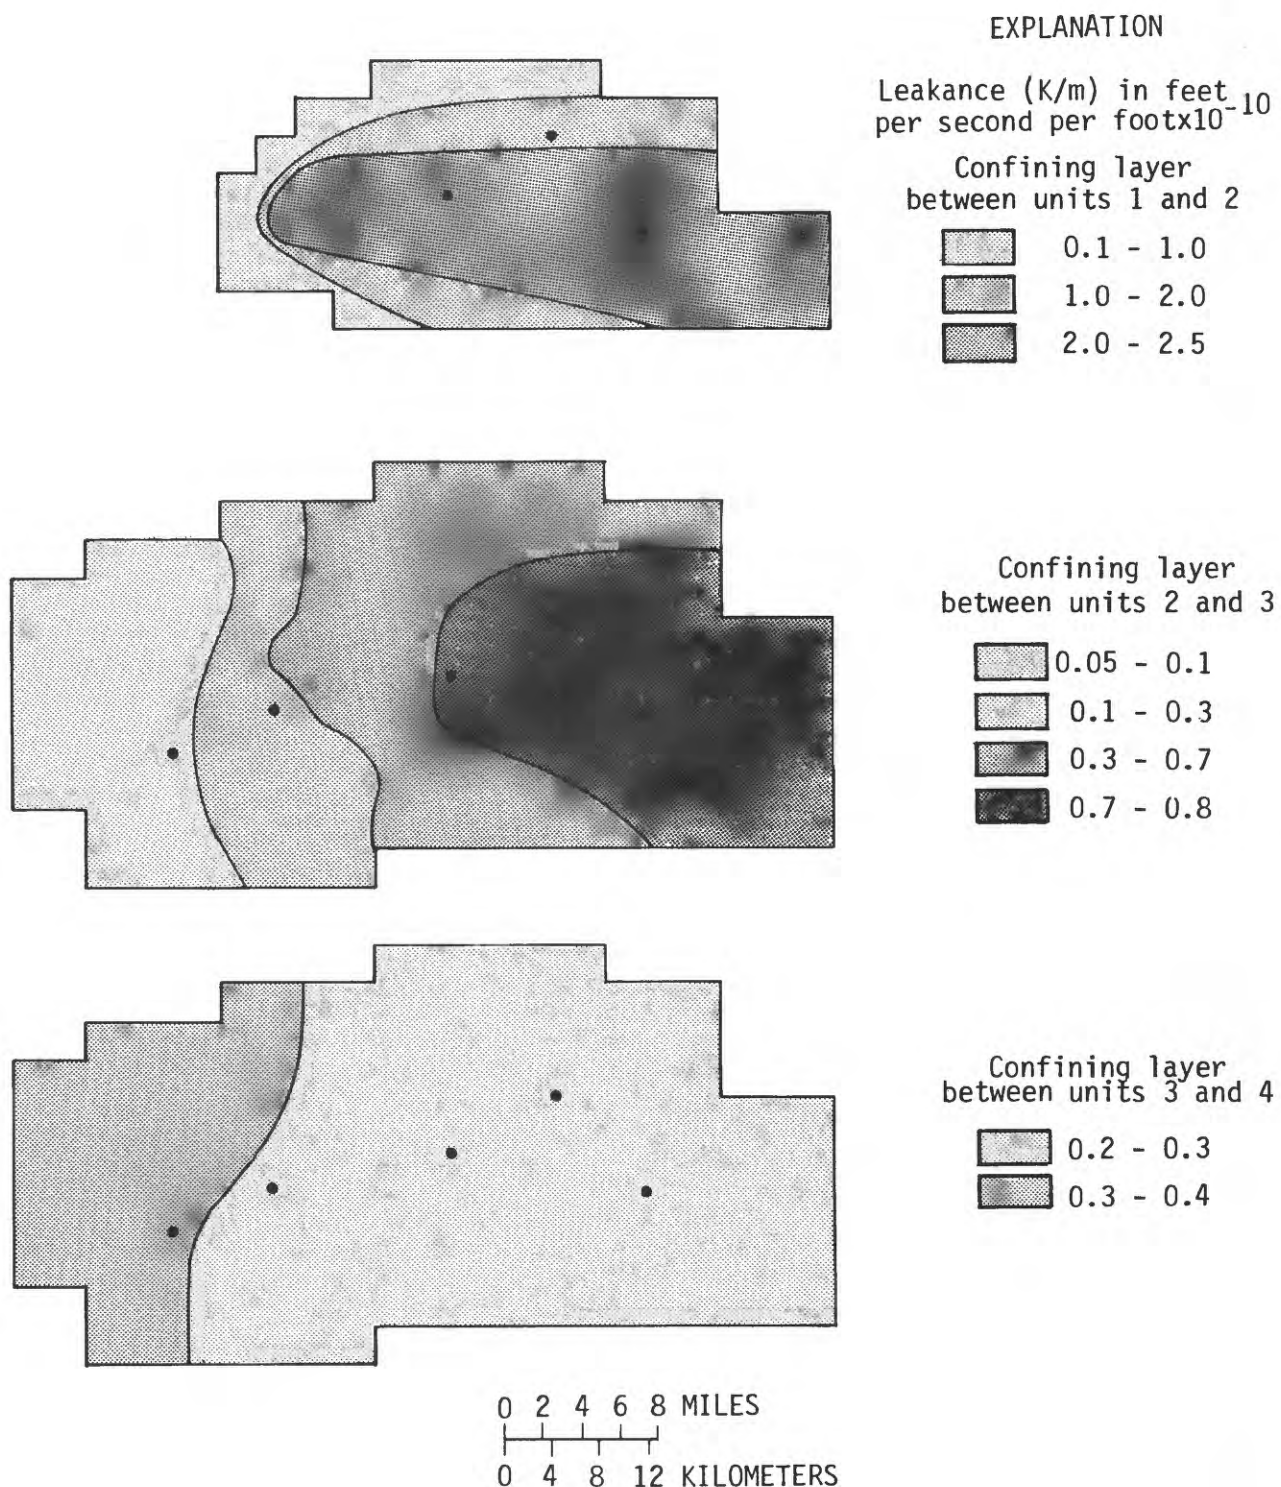 EXPLANATION
Leakance (K/m) in feet
per second per footx10-10
Confining layer
between units 1 and 2
0.1 - 1.0
1.0 - 2.0
2.0 - 2.5
Confining layer
between units 2 and 3
0.05 - 0.1
0.1 - 0.3
0.3 - 0.7
0.7 - 0.8
Confining layer
between units 3 and 4
0.2 - 0.3
0.3 - 0.4
0 2 4 6 8 MILES
0 4 8 12 KILOMETERS